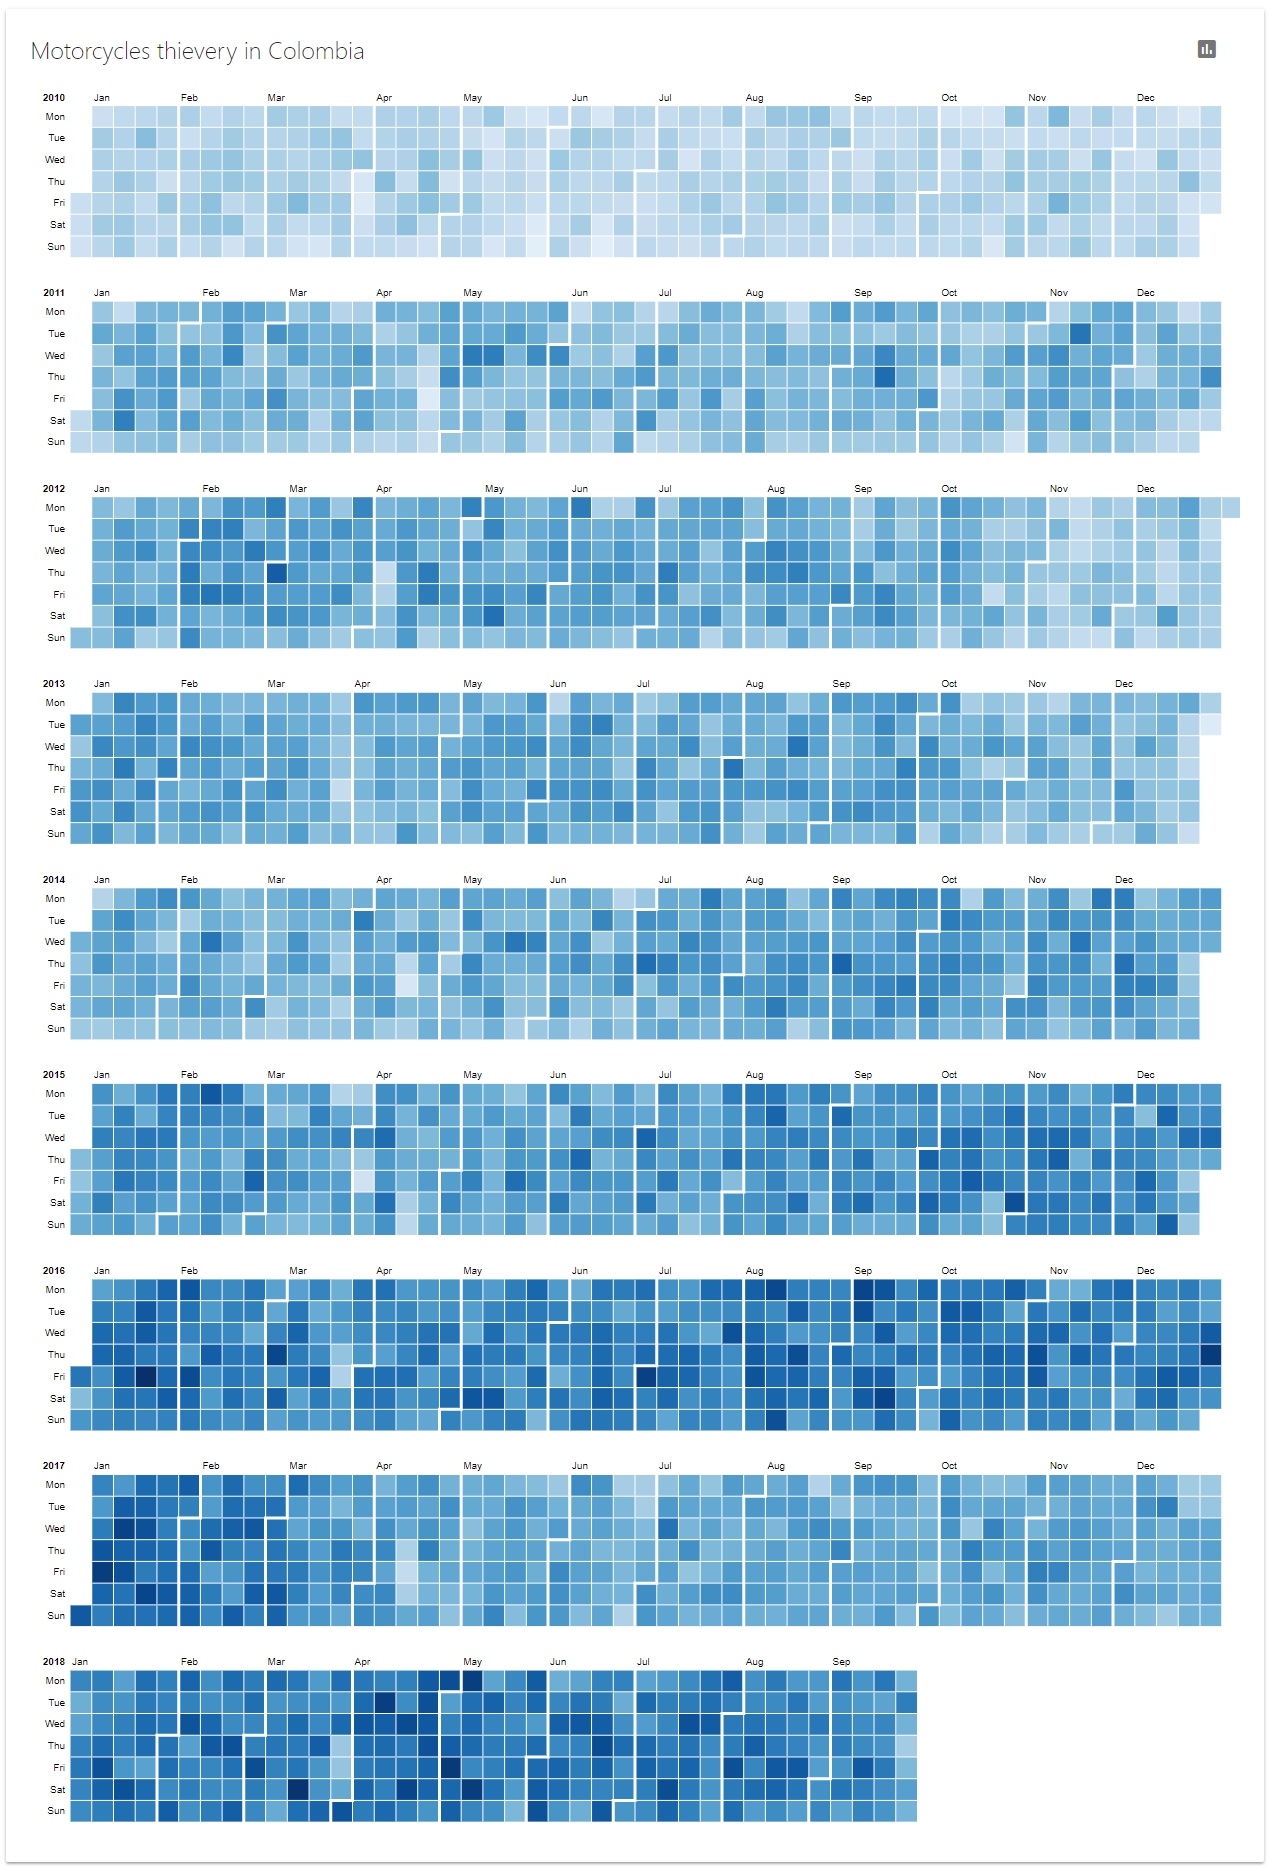 Motorcycles thievery in Colombia
2010 Jan Feb Mar Apr May Jun Jul Aug Sep Oct Nov Dec
Mon
Tue
Wed
Thu
Fri
Sat
Sun
2011 Jan Feb Mar Apr May Jun Jul Aug Sep Oct Nov Dec
Mon
Tue
Wed
Thu
Fri
Sat
Sun
2012 Jan Feb Mar Apr May Jun Jul Aug Sep Oct Nov Dec
Mon
Tue
Wed
Thu
Fri
Sat
Sun
2013 Jan Feb Mar Apr May Jun Jul Aug Sep Oct Nov Dec
Mon
Tue
Wed
Thu
Fri
Sat
Sun
2014 Jan Feb Mar Apr May Jun Jul Aug Sep Oct Nov Dec
Mon
Tue
Wed
Thu
Fri
Sat
Sun
2015 Jan Feb Mar Apr May Jun Jul Aug Sep Oct Nov Dec
Mon
Tue
Wed
Thu
Fri
Sat
Sun
2016 Jan Feb Mar Apr May Jun Jul Aug Sep Oct Nov Dec
Mon
Tue
Wed
Thu
Fri
Sat
Sun
2017 Jan Feb Mar Apr May Jun Jul Aug Sep Oct Nov Dec
Mon
Tue
Wed
Thu
Fri
Sat
Sun
2018 Jan Feb Mar Apr May Jun Jul Aug Sep
Mon
Tue
Wed
Thu
Fri
Sat
Sun